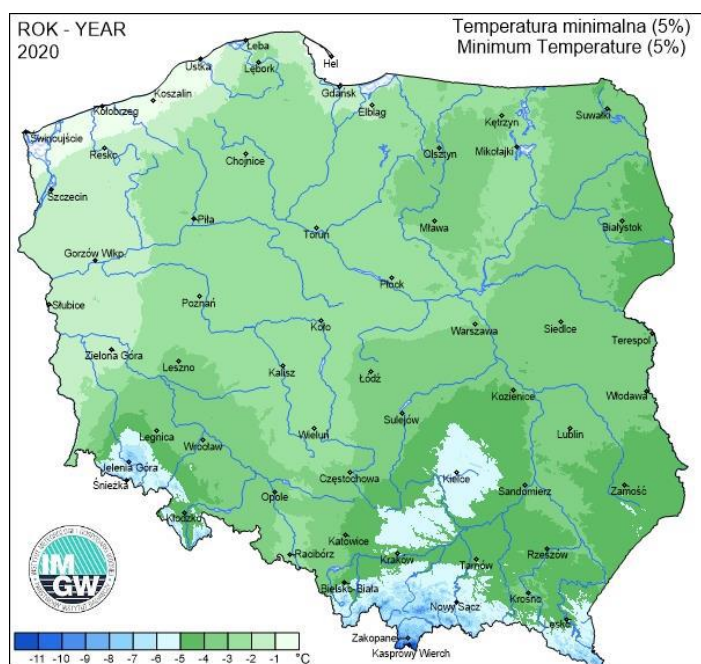 ROK - YEAR
2020
Temperatura minimalna (5%)
Minimum Temperature (5%)
Łeba
Hel
Ustka
Lębork
Koszalin
Gdańsk
Kołobrzeg
Elbląg
Kętrzyn
Suwałki
Świnoujście
Resko
Chojnice
Olsztyn
Mikołajki
Szczecin
Piła
Toruń
Mława
Białystok
Gorzów Wlkp.
Płock
Słubice
Poznań
Koło
Warszawa
Siedlce
Terespol
Zielona Góra
Leszno
Kalisz
Łódź
Kozienice
Włodawa
Sulejów
Legnica
Wrocław
Wieluń
Lublin
Jelenia Góra
Śnieżka
Częstochowa
Kielce
Opole
Sandomierz
Zamość
Kłodzko
Katowice
Racibórz
Kraków
Tarnów
Rzeszów
Bielsko-Biała
Krosno
Nowy Sącz
Lesko
Zakopane
Kasprowy Wierch
IM
GW
-11 -10 -9 -8 -7 -6 -5 -4 -3 -2 -1 °C